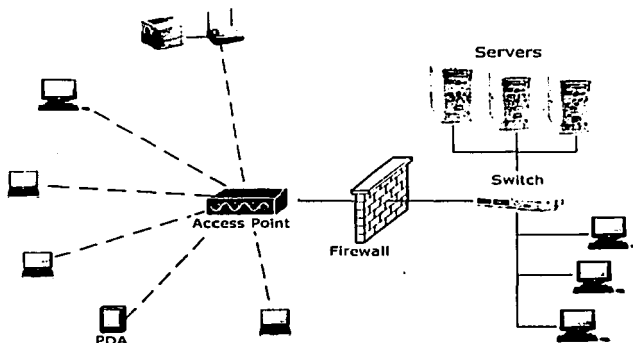 Servers
Switch
Access Point
Firewall
PDA